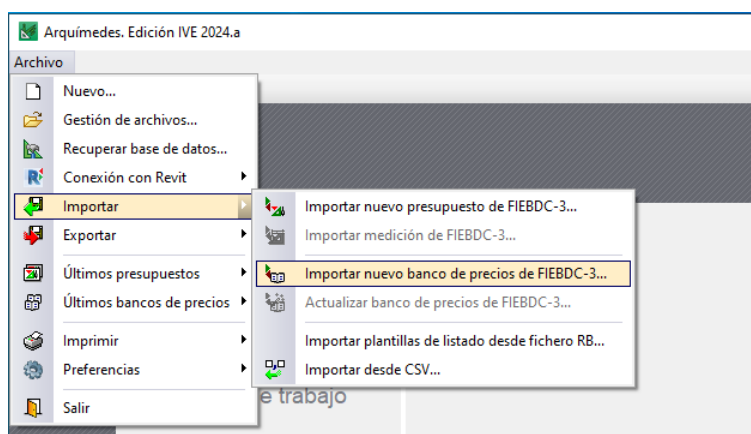 Arquímedes. Edición IVE 2024.a
Archivo
Nuevo...
Gestión de archivos...
Recuperar base de datos...
Conexión con Revit
Importar
Exportar
Últimos presupuestos
Últimos bancos de precios
Imprimir
Preferencias
Salir
Importar nuevo presupuesto de FIEBDC-3...
Importar medición de FIEBDC-3...
Importar nuevo banco de precios de FIEBDC-3...
Actualizar banco de precios de FIEBDC-3...
Importar plantillas de listado desde fichero RB...
Importar desde CSV...
e trabajo